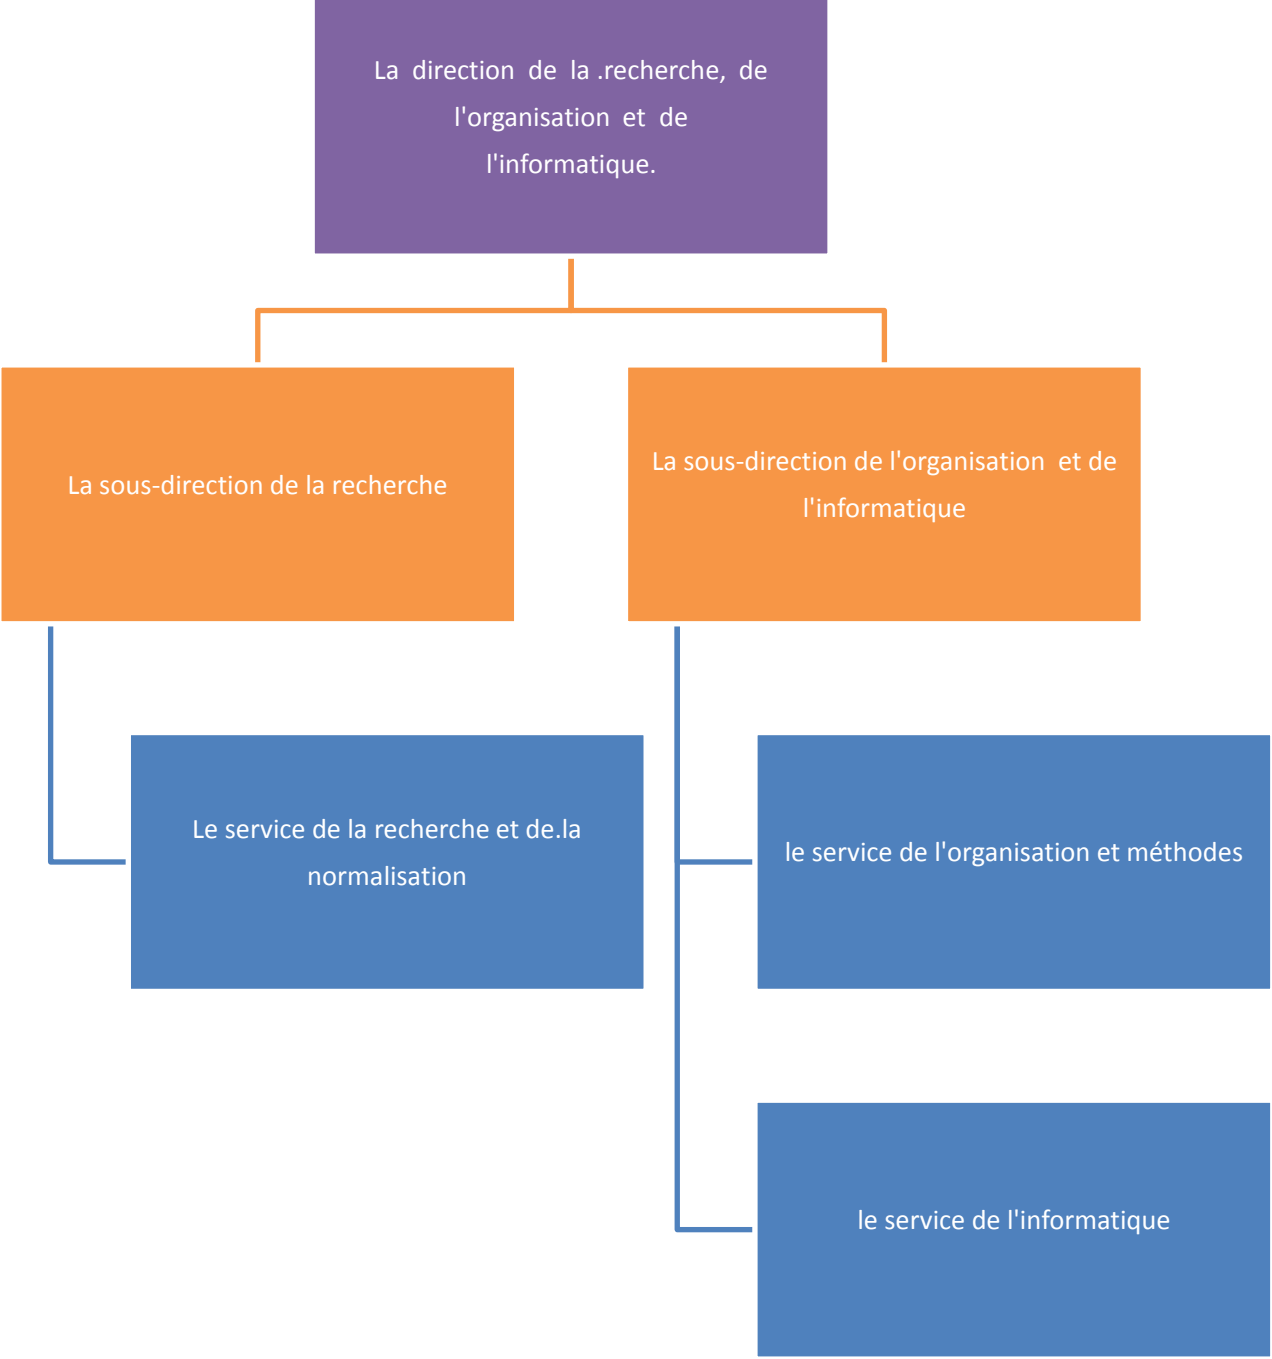 La direction de la .recherche, de
l'organisation et de
l'informatique.
La sous-direction de la recherche
La sous-direction de l'organisation et de
l'informatique
Le service de la recherche et de.la
normalisation
le service de l'organisation et méthodes
le service de l'informatique